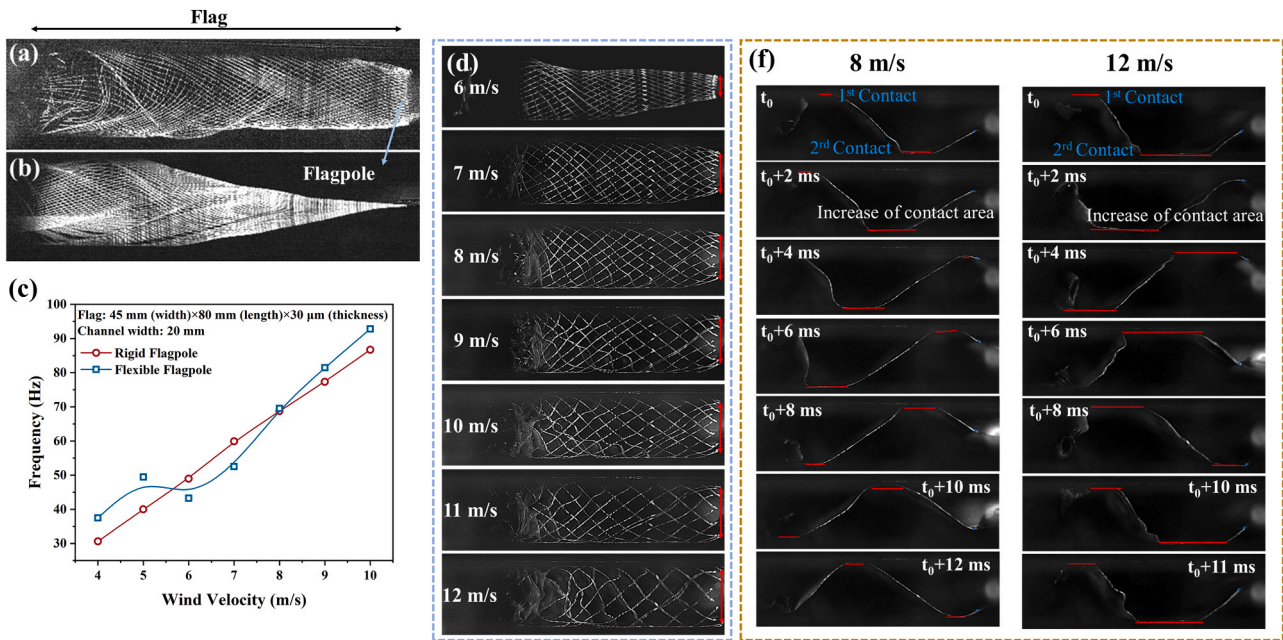 Flag
(a)
(b)
Flagpole
(c)
Flag: 45 mm (width)×80 mm (length)×30 μm (thickness)
Channel width: 20 mm
Rigid Flagpole
Flexible Flagpole
100
90
80
70
60
50
40
30
Frequency (Hz)
4 5 6 7 8 9 10
Wind Velocity (m/s)
(d)
6 m/s
7 m/s
8 m/s
9 m/s
10 m/s
11 m/s
12 m/s
(f)
8 m/s
t0
1st Contact
2rd Contact
t0+2 ms
Increase of contact area
t0+4 ms
t0+6 ms
t0+8 ms
t0+10 ms
t0+12 ms
12 m/s
t0
1st Contact
2rd Contact
t0+2 ms
Increase of contact area
t0+4 ms
t0+6 ms
t0+8 ms
t0+10 ms
t0+11 ms